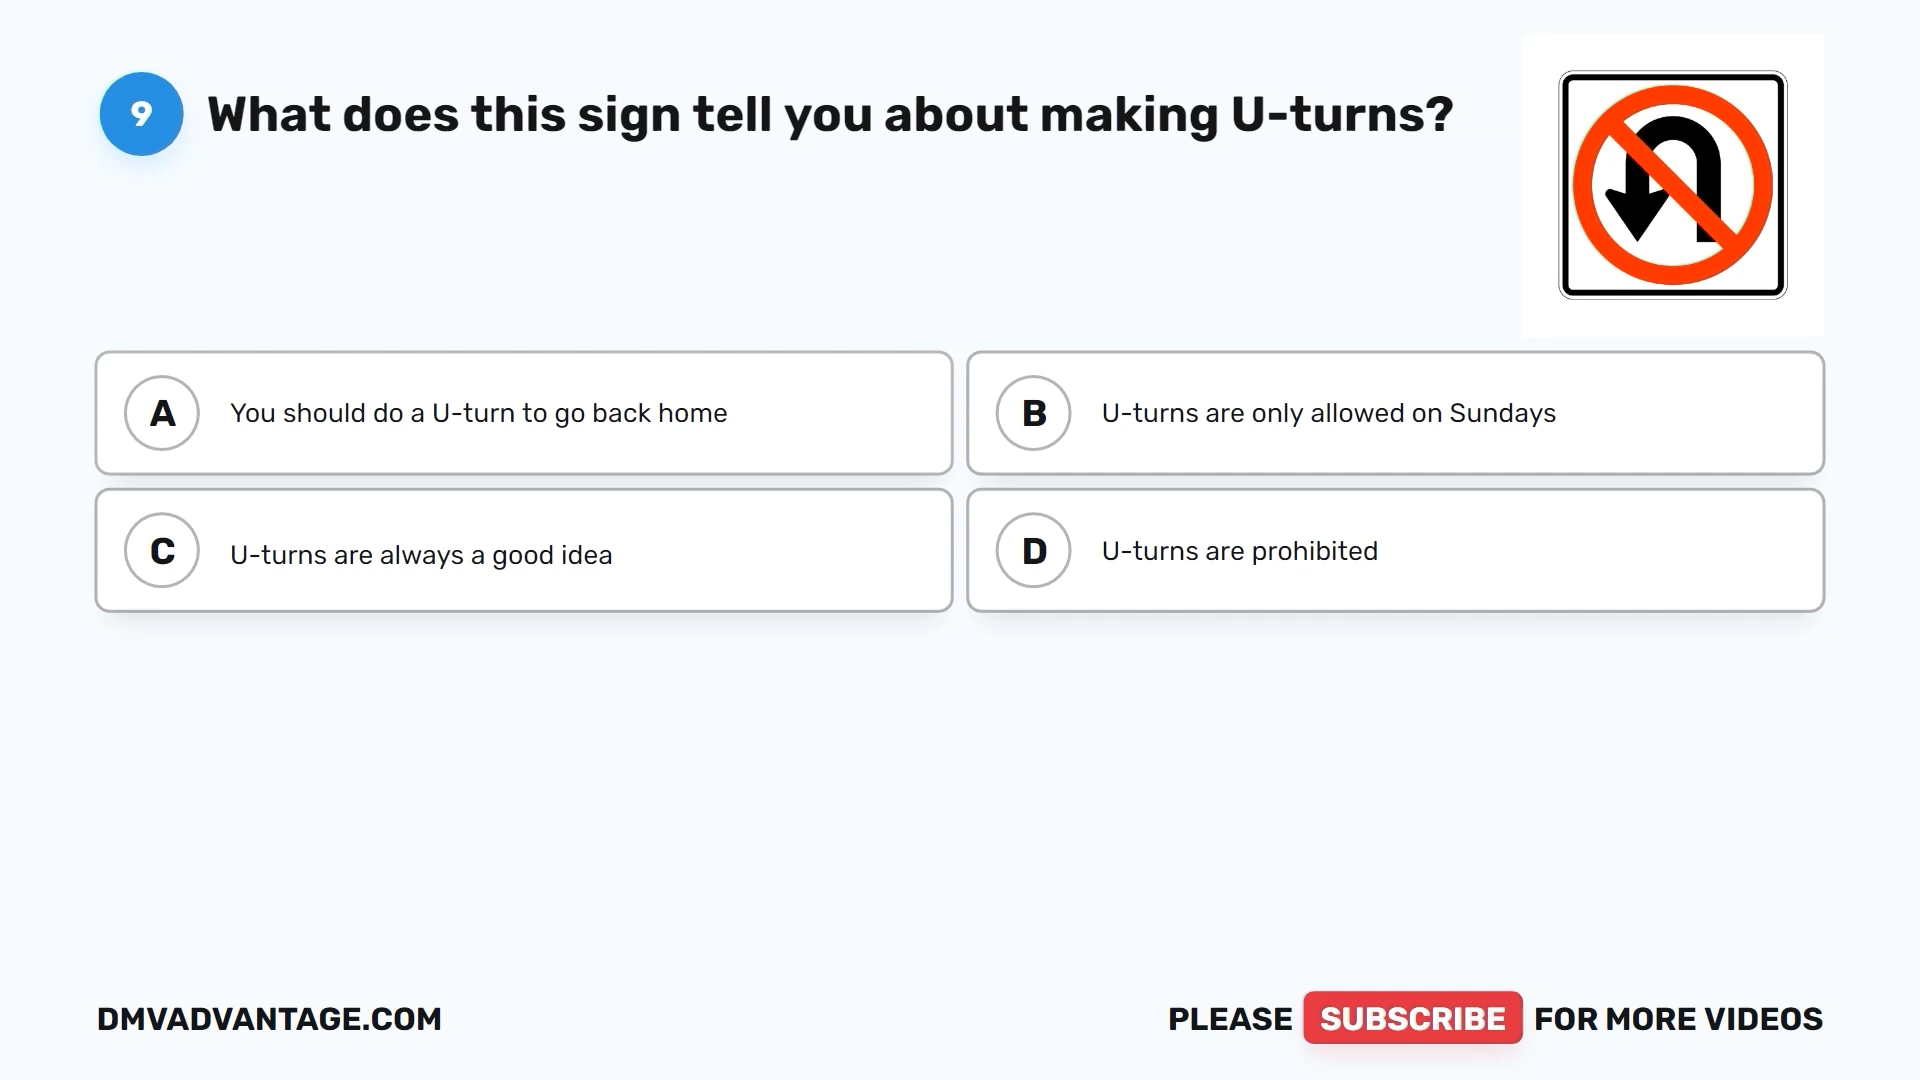 9
What does this sign tell you about making U-turns?
A
You should do a U-turn to go back home
B
U-turns are only allowed on Sundays
C
U-turns are always a good idea
D
U-turns are prohibited
DMVADVANTAGE.COM
PLEASE SUBSCRIBE FOR MORE VIDEOS